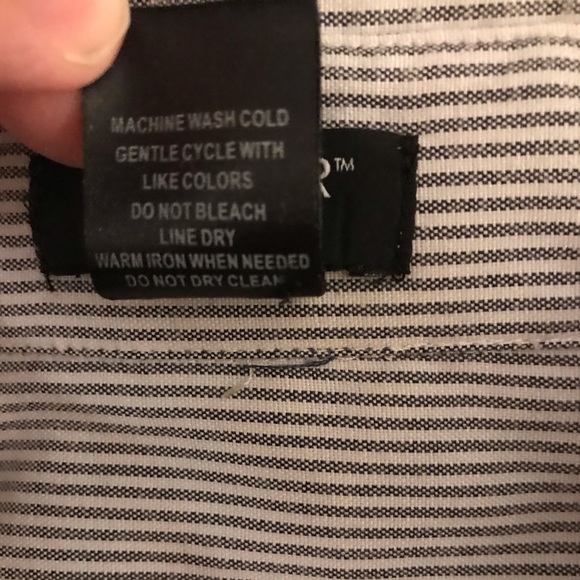 MACHINE WASH COLD
GENTLE CYCLE WITH
LIKE COLORS
DO NOT BLEACH
LINE DRY
WARM IRON WHEN NEEDED
DO NOT DRY CLEAN
R™